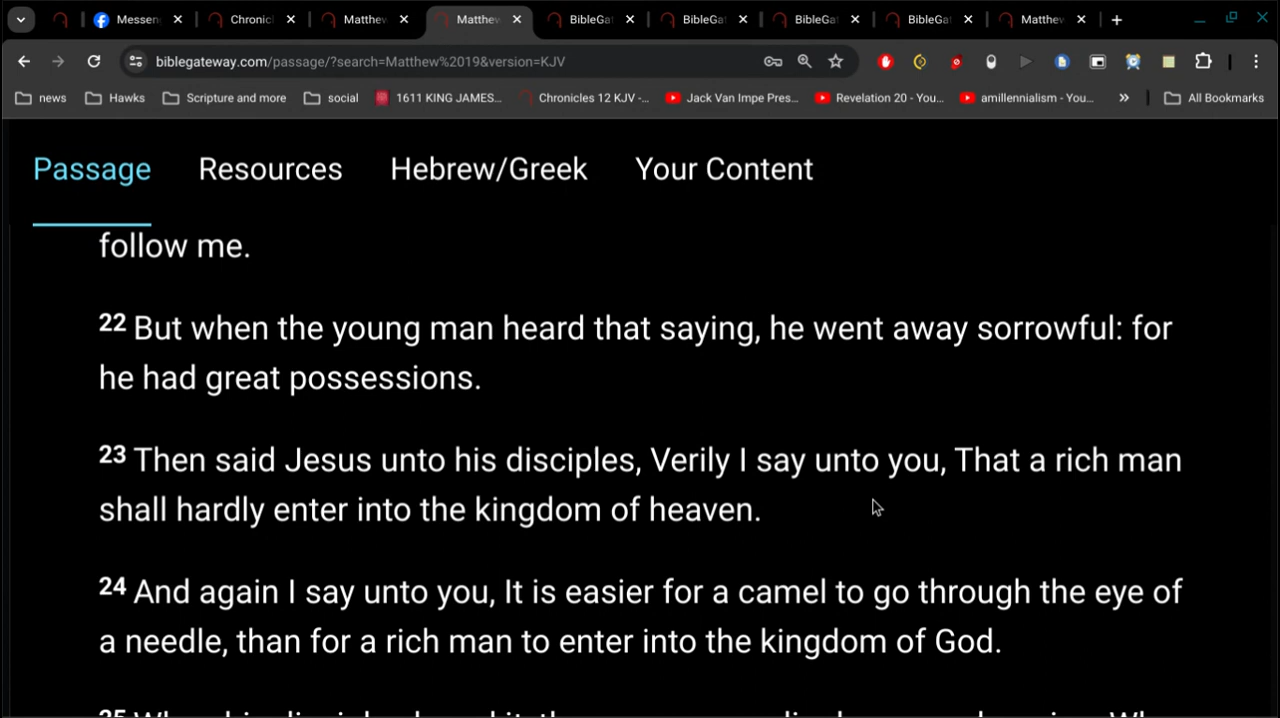 Messen
Chronicl
Matthew
Matthew
BibleGat
BibleGat
BibleGat
BibleGat
Matthew
biblegateway.com/passage/?search=Matthew%2019&version=KJV
news
Hawks
Scripture and more
social
1611 KING JAMES...
Chronicles 12 KJV -...
Jack Van Impe Pres...
Revelation 20 - You...
amillennialism - You...
All Bookmarks
Passage
Resources
Hebrew/Greek
Your Content
follow me.
22 But when the young man heard that saying, he went away sorrowful: for
he had great possessions.
23 Then said Jesus unto his disciples, Verily I say unto you, That a rich man
shall hardly enter into the kingdom of heaven.
24 And again I say unto you, It is easier for a camel to go through the eye of
a needle, than for a rich man to enter into the kingdom of God.